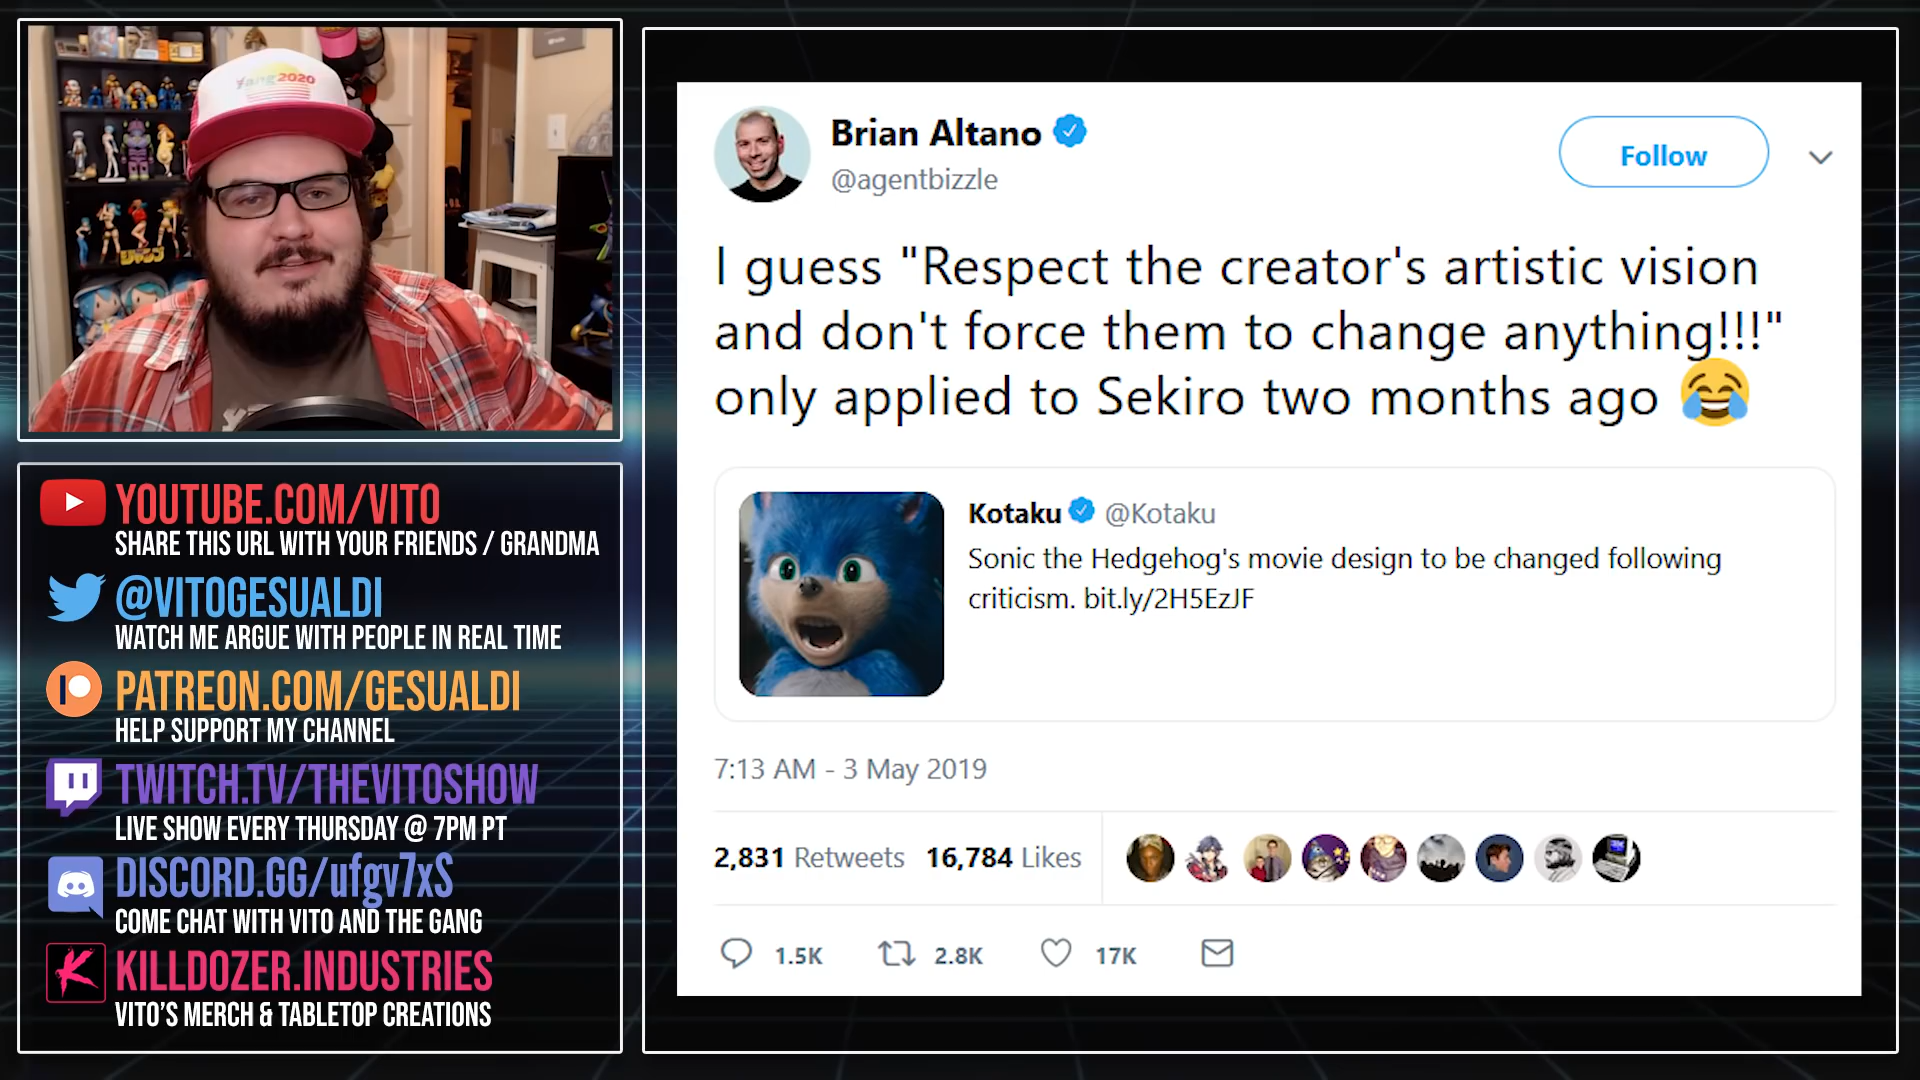 Yang2020
YOUTUBE.COM/VITO
SHARE THIS URL WITH YOUR FRIENDS / GRANDMA
@VITOGESUALDI
WATCH ME ARGUE WITH PEOPLE IN REAL TIME
PATREON.COM/GESUALDI
HELP SUPPORT MY CHANNEL
TWITCH.TV/THEVITOSHOW
LIVE SHOW EVERY THURSDAY @ 7PM PT
DISCORD.GG/ufgv7xS
COME CHAT WITH VITO AND THE GANG
KILLDOZER.INDUSTRIES
VITO'S MERCH & TABLETOP CREATIONS
Brian Altano
@agentbizzle
Follow
I guess "Respect the creator's artistic vision
and don't force them to change anything!!!"
only applied to Sekiro two months ago 😂
Kotaku @Kotaku
Sonic the Hedgehog's movie design to be changed following
criticism. bit.ly/2H5EzJF
7:13 AM - 3 May 2019
2,831 Retweets 16,784 Likes
1.5K 2.8K 17K